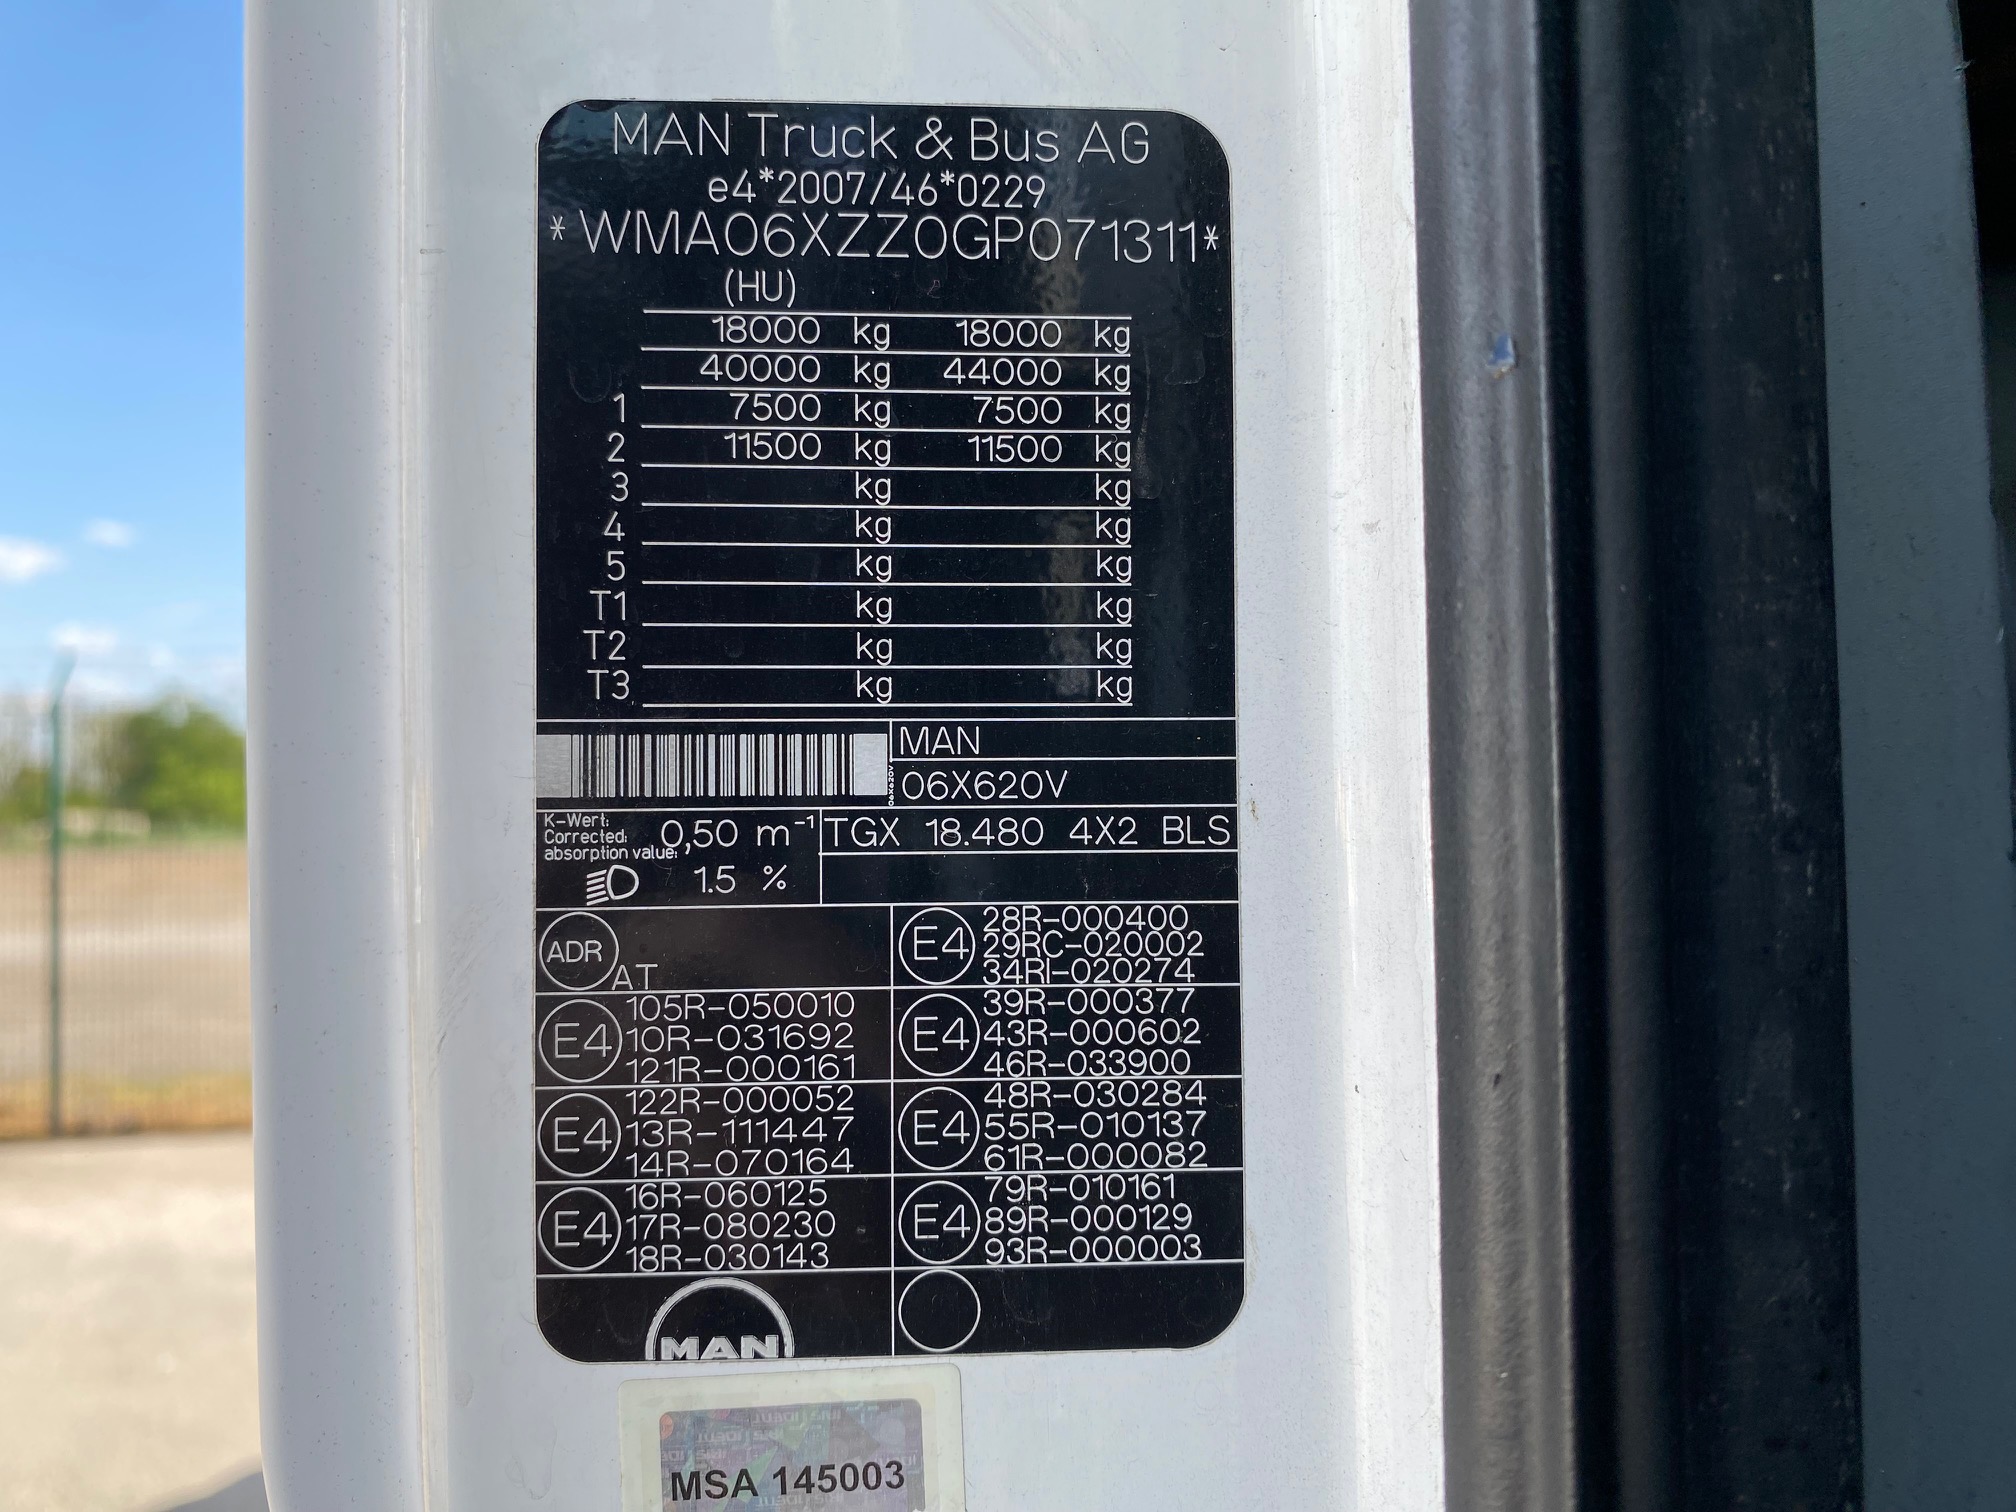 MAN Truck & Bus AG
e4*2007/46*0229
*WMA06XZZ0GP071311*
(HU)
18000 kg 18000 kg
40000 kg 44000 kg
1 7500 kg 7500 kg
2 11500 kg 11500 kg
3 kg kg
4 kg kg
5 kg kg
T1 kg kg
T2 kg kg
T3 kg kg
MAN
06X620V
06X620V
K-Wert:
Corrected:
absorption value:
0,50 m⁻¹
TGX 18.480 4X2 BLS
1.5 %
ADR
AT
E4
28R-000400
29RC-020002
34RI-020274
E4
105R-050010
10R-031692
121R-000161
E4
39R-000377
43R-000602
46R-033900
E4
122R-000052
13R-111447
14R-070164
E4
48R-030284
55R-010137
61R-000082
E4
16R-060125
17R-080230
18R-030143
E4
79R-010161
89R-000129
93R-000003
MAN
MSA 145003